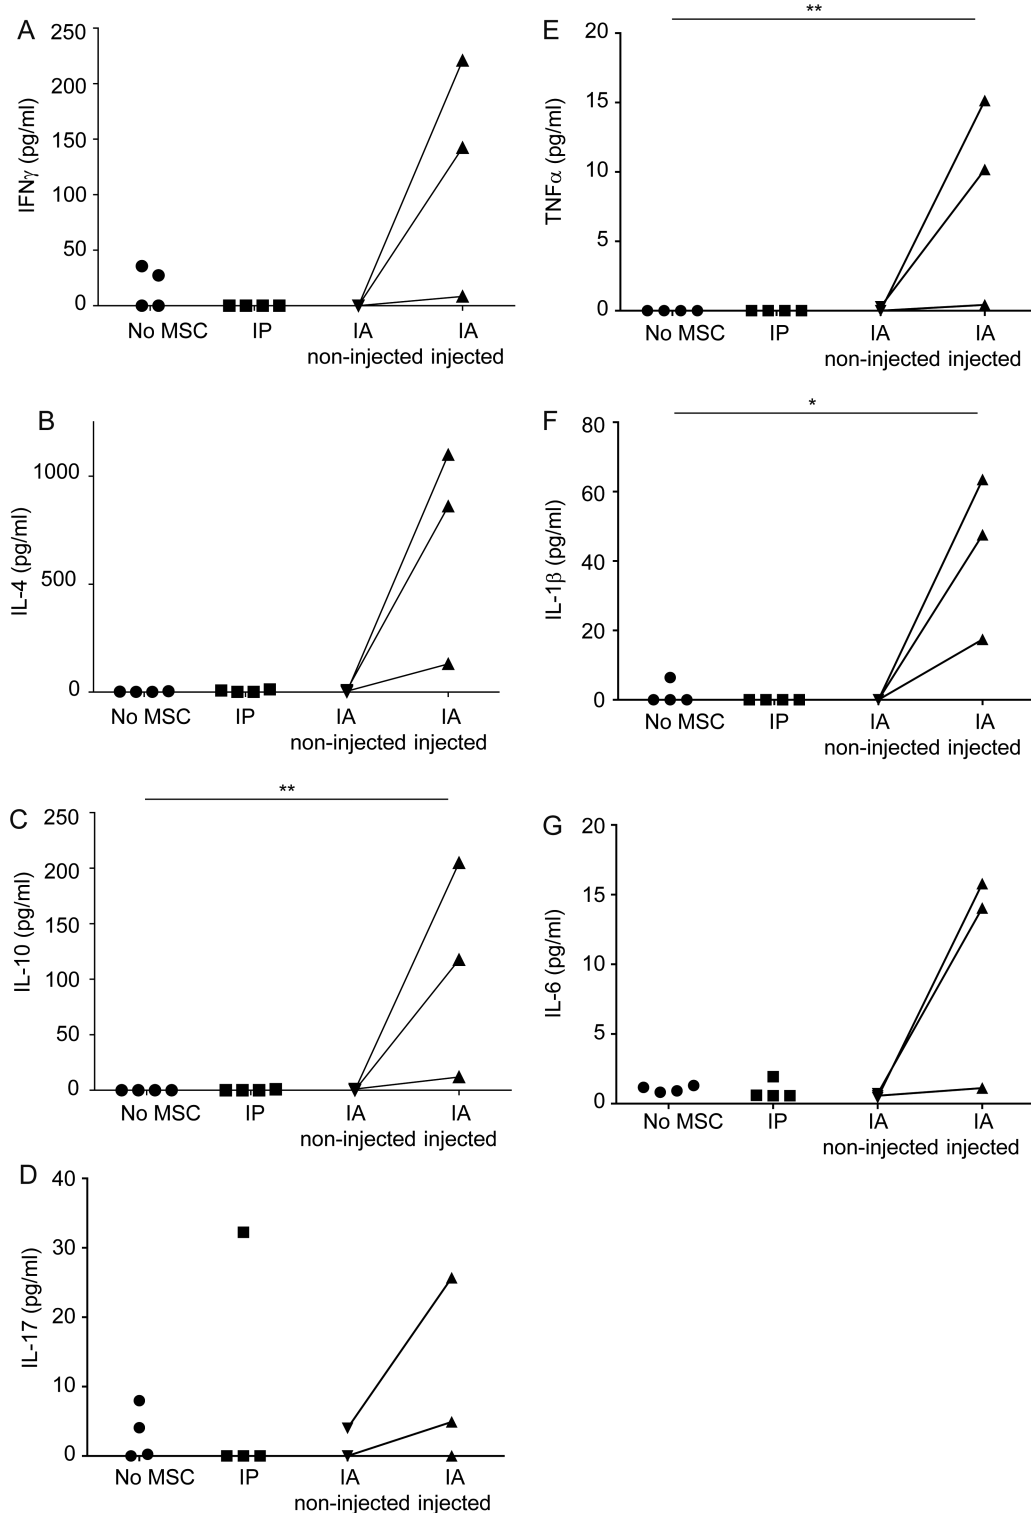 A
IFNγ (pg/ml)
250
200
150
100
50
0
No MSC IP IA IA
non-injected injected
E
**
TNFα (pg/ml)
20
15
10
5
0
No MSC IP IA IA
non-injected injected
B
IL-4 (pg/ml)
1000
500
0
No MSC IP IA IA
non-injected injected
F
*
IL-1β (pg/ml)
80
60
40
20
0
No MSC IP IA IA
non-injected injected
C
**
IL-10 (pg/ml)
250
200
150
100
50
0
No MSC IP IA IA
non-injected injected
G
IL-6 (pg/ml)
20
15
10
5
0
No MSC IP IA IA
non-injected injected
D
IL-17 (pg/ml)
40
30
20
10
0
No MSC IP IA IA
non-injected injected